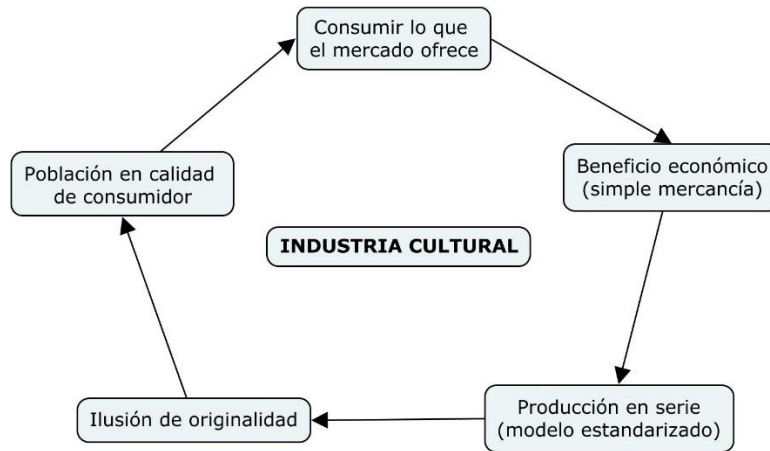 Consumir lo que
el mercado ofrece
Población en calidad
de consumidor
Beneficio económico
(simple mercancía)
INDUSTRIA CULTURAL
Ilusión de originalidad
Producción en serie
(modelo estandarizado)